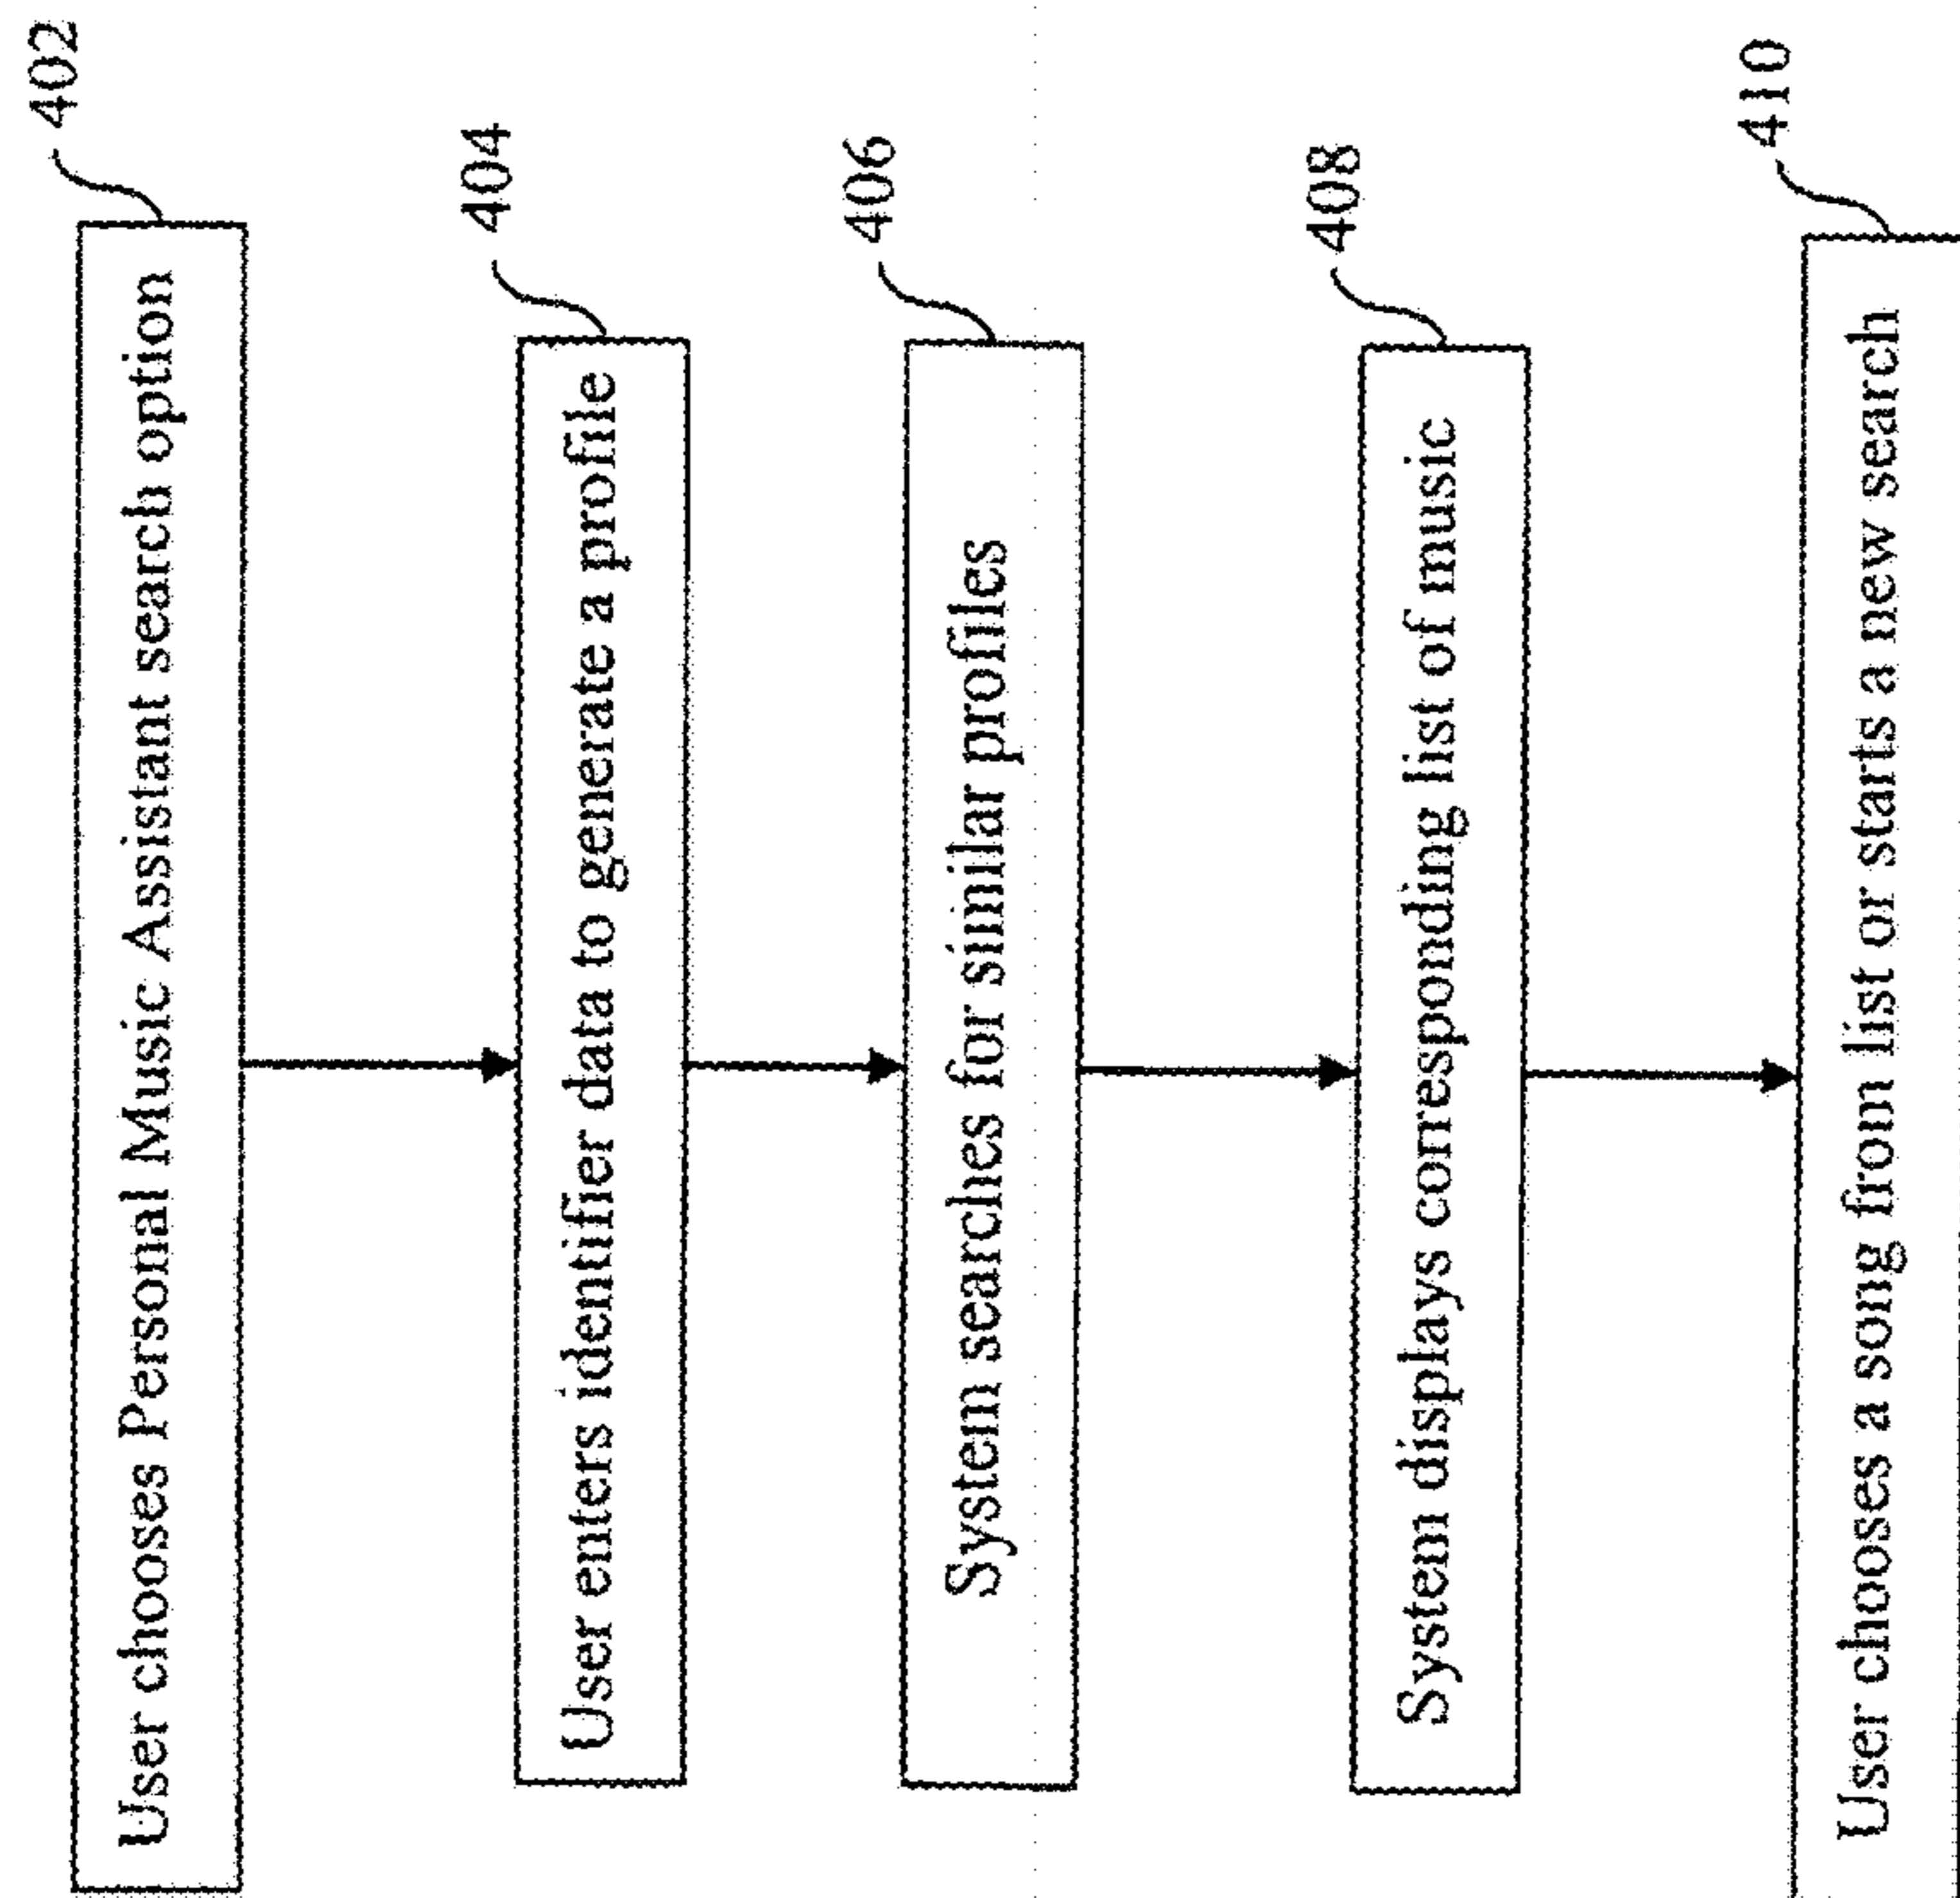 402
User chooses Personal Music Assistant search option
404
User enters identifier data to generate a profile
406
System searches for similar profiles
408
System displays corresponding list of music
410
User chooses a song from list or starts a new search